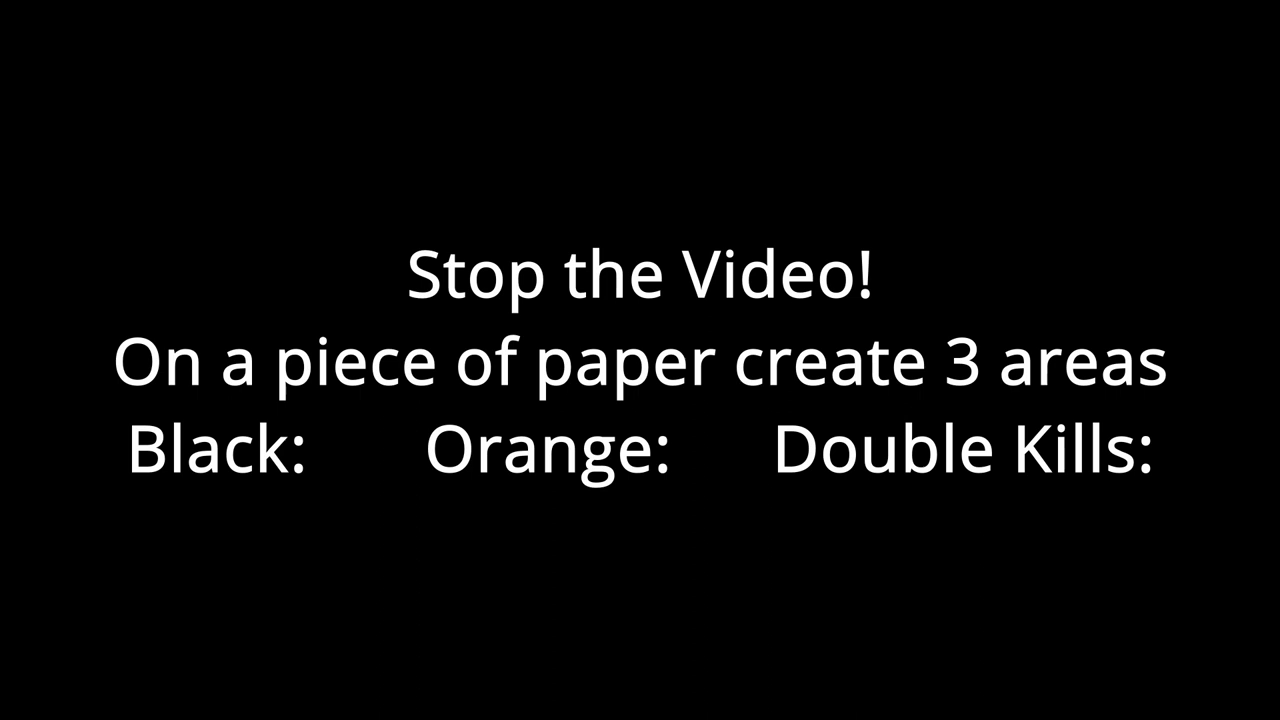 Stop the Video!
On a piece of paper create 3 areas
Black: Orange: Double Kills: